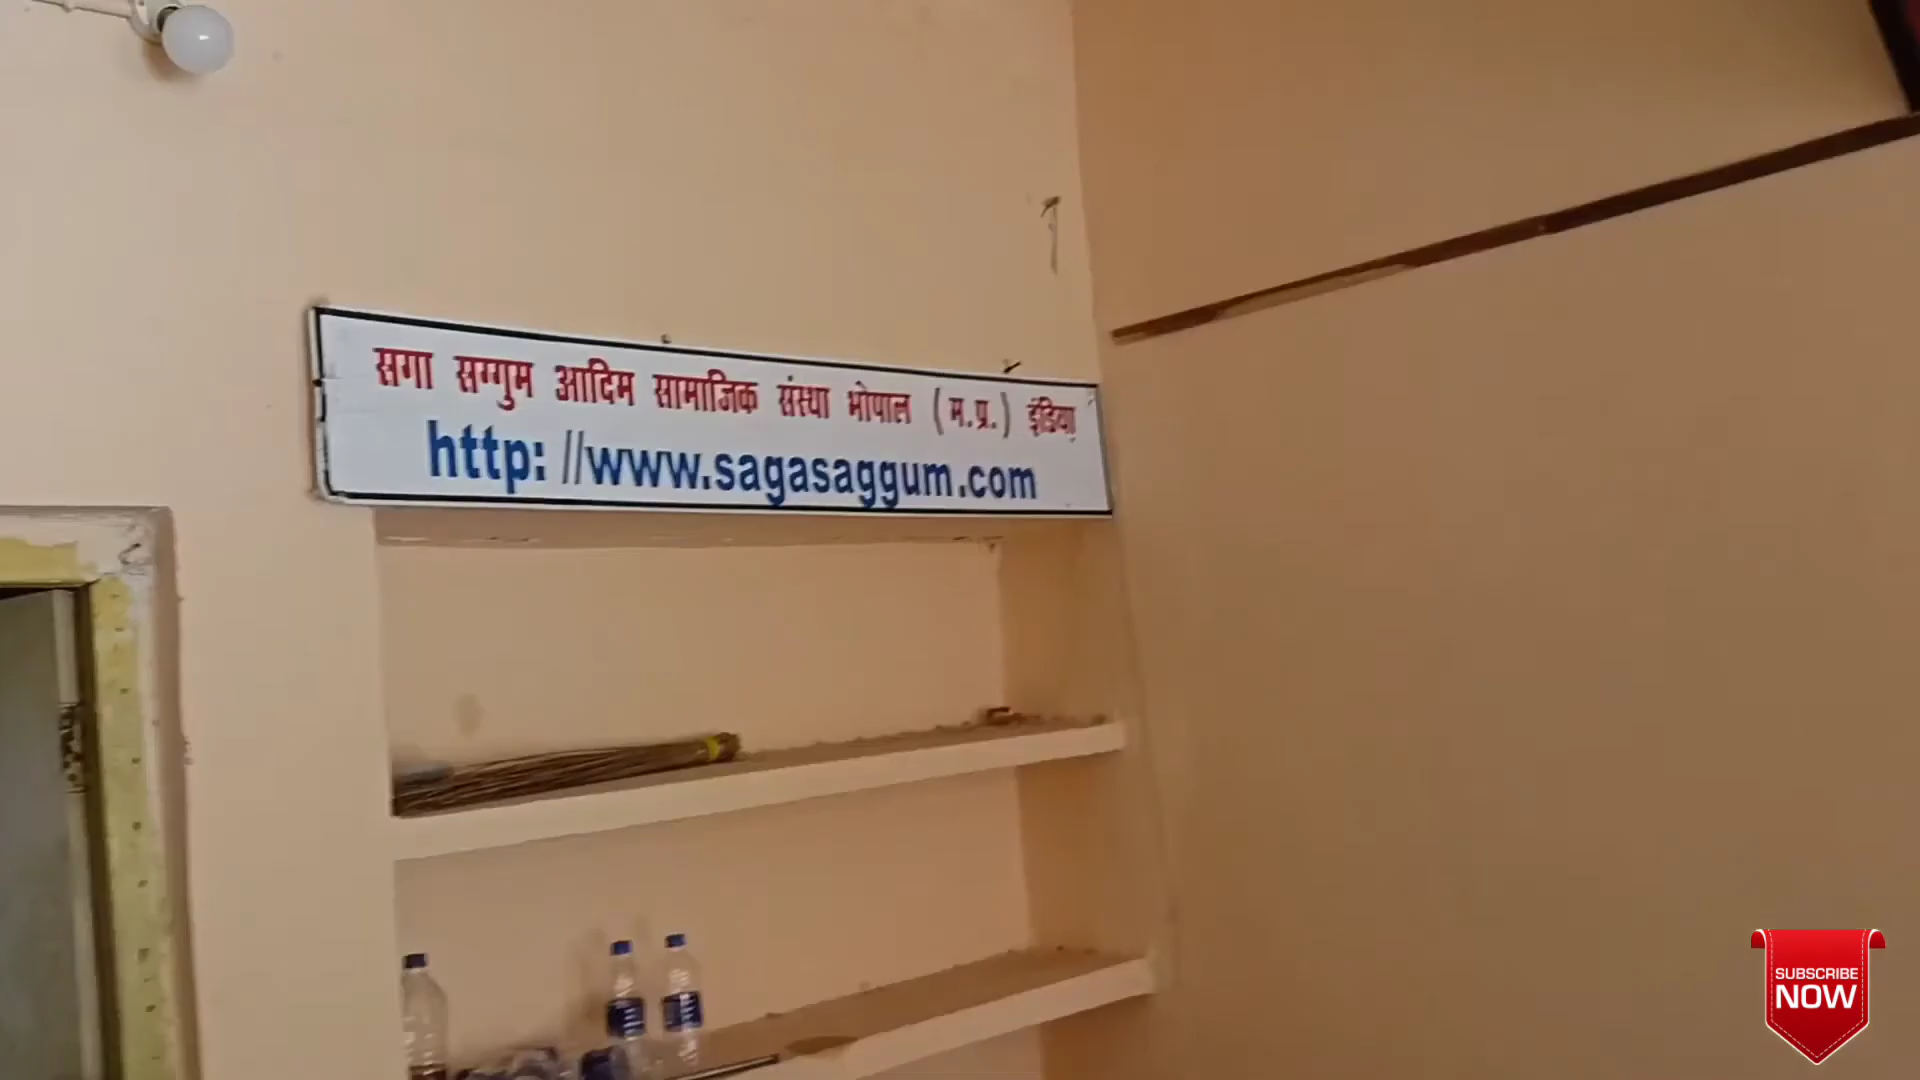 सगा सग्गुम आदिम सामाजिक संस्था भोपाल (म.प्र.) इंडिया
http: //www.sagasaggum.com
SUBSCRIBE
NOW